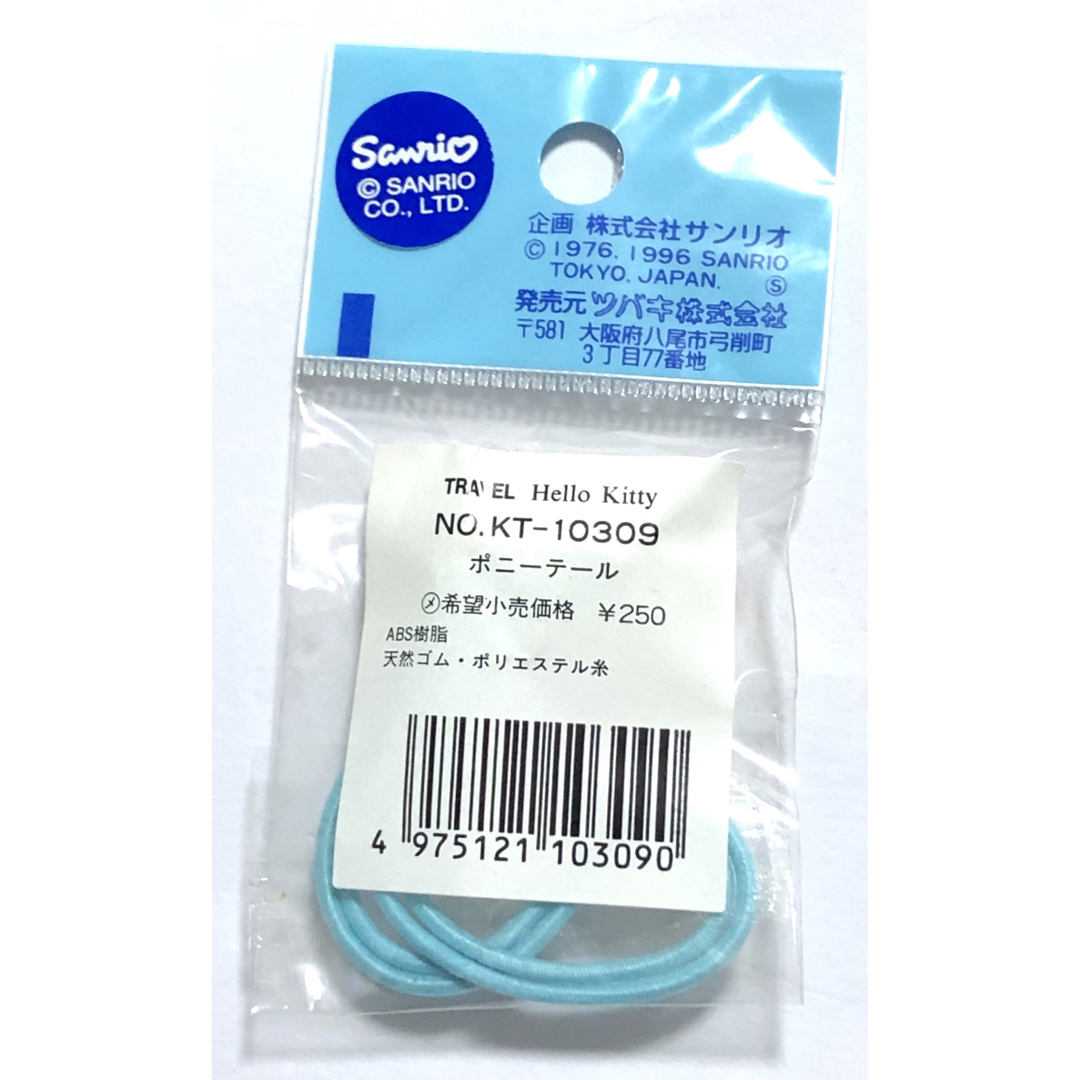 Sanrio
© SANRIO
CO., LTD.
企画 株式会社サンリオ
© 1976, 1996 SANRIO
TOKYO, JAPAN. Ⓢ
発売元 ツバキ株式会社
〒581 大阪府八尾市弓削町
3丁目77番地
TRAVEL Hello Kitty
NO.KT-10309
ポニーテール
㋱希望小売価格 ¥250
ABS樹脂
天然ゴム・ポリエステル糸
4 975121 103090